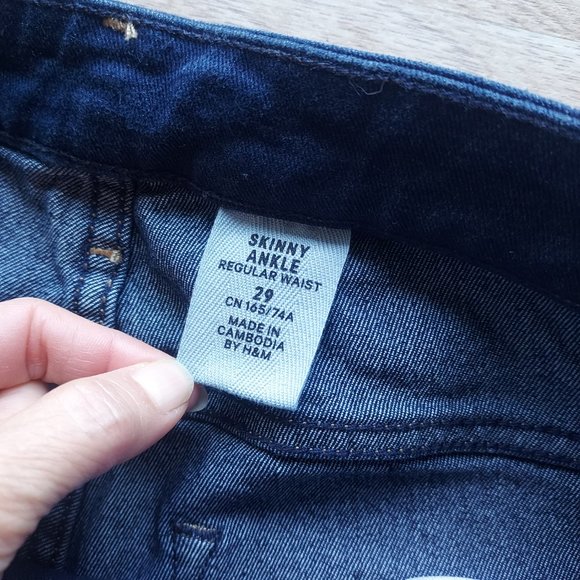 SKINNY
ANKLE
REGULAR WAIST
29
CN 165/74A
MADE IN
CAMBODIA
BY H&M